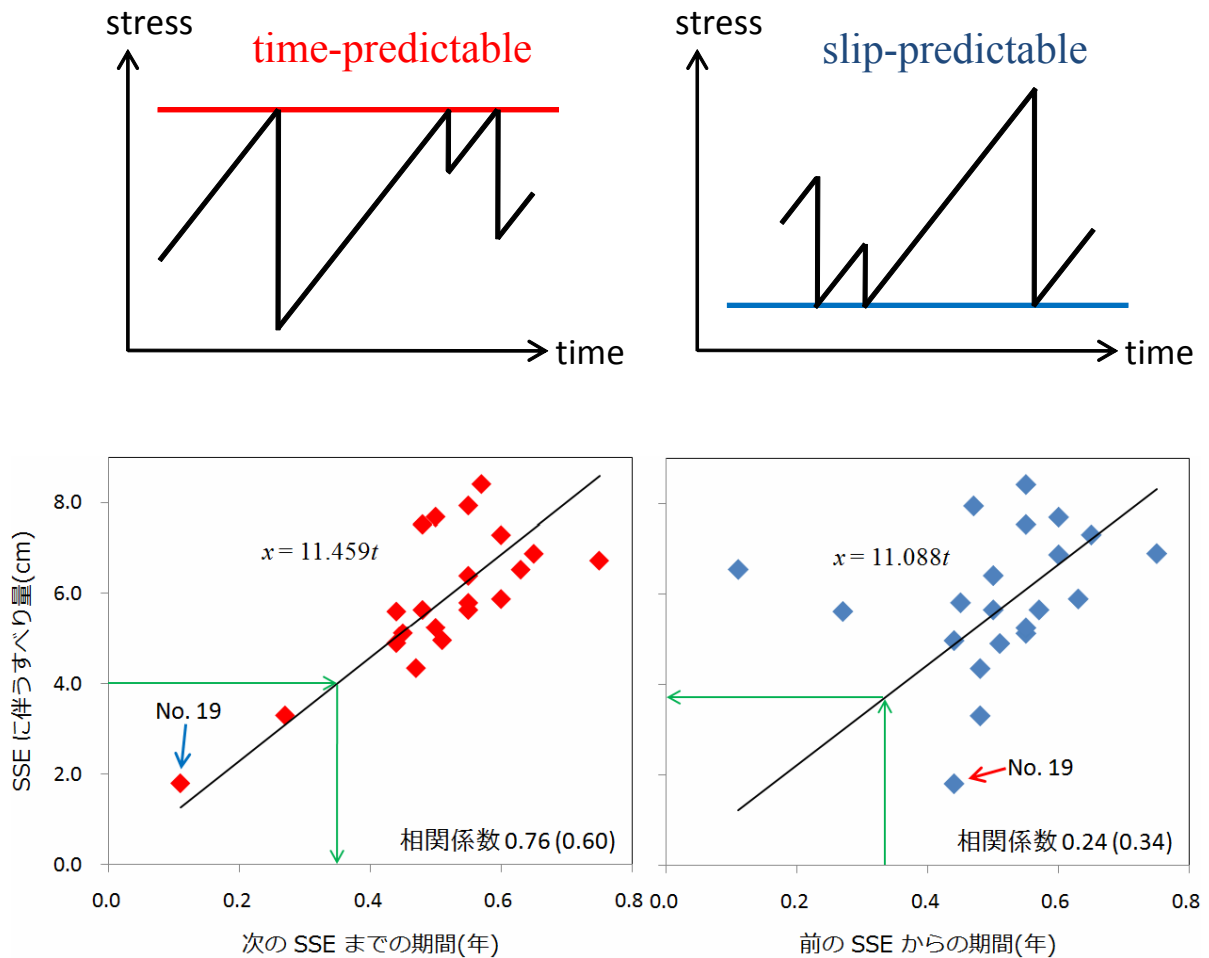 stress
time-predictable
time
stress
slip-predictable
time
SSE に伴うすべり量(cm)
8.0
6.0
4.0
2.0
0.0
x = 11.459t
No. 19
相関係数 0.76 (0.60)
0.0 0.2 0.4 0.6 0.8
次の SSE までの期間(年)
x = 11.088t
No. 19
相関係数 0.24 (0.34)
0.0 0.2 0.4 0.6 0.8
前の SSE からの期間(年)